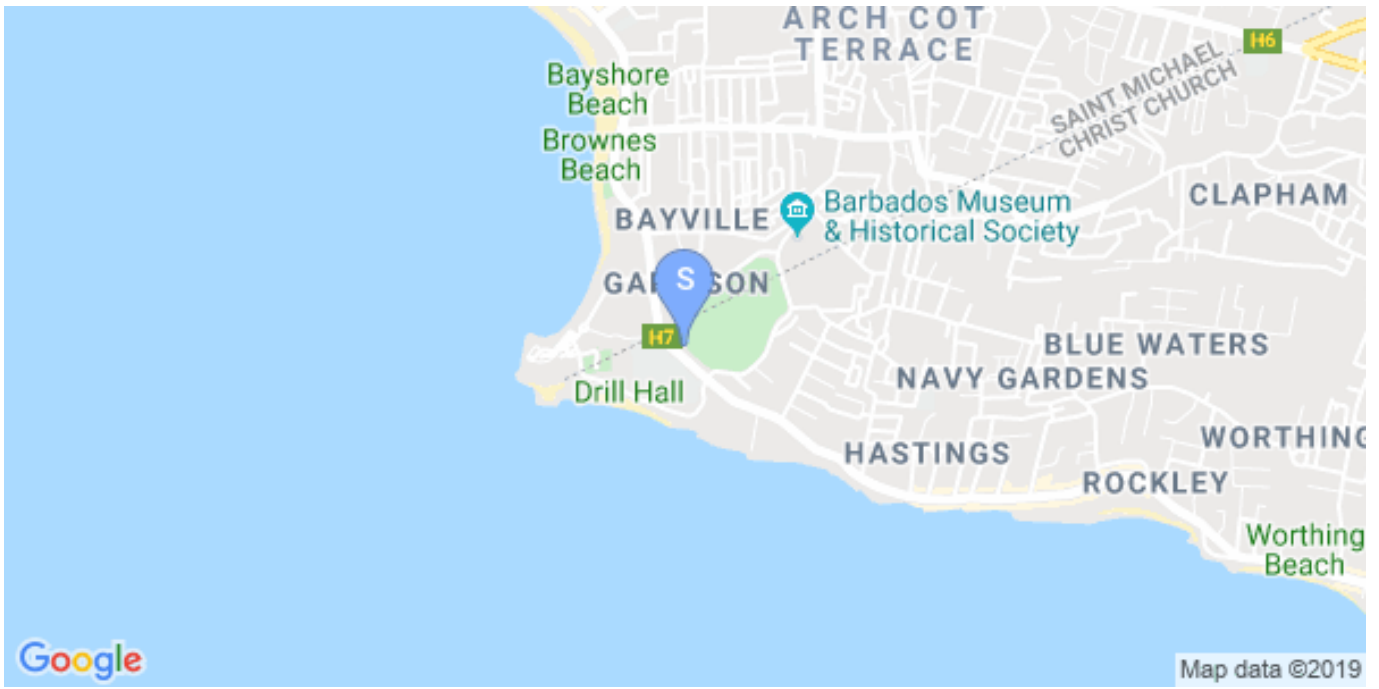 ARCH COT
TERRACE
H6
Bayshore
Beach
SAINT MICHAEL
CHRIST CHURCH
Brownes
Beach
CLAPHAM
Barbados Museum
& Historical Society
BAYVILLE
S
H7
BLUE WATERS
NAVY GARDENS
Drill Hall
WORTHING
HASTINGS
ROCKLEY
Worthing
Beach
Google
Map data ©2019